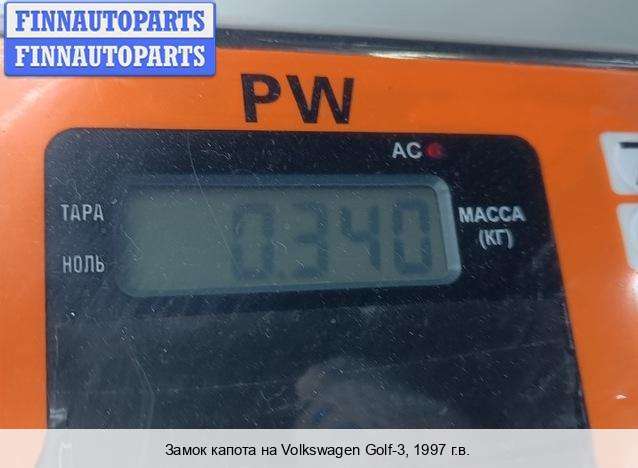 FINNAUTOPARTS
FINNAUTOPARTS
PW
AC
ТАРА
0.340
МАССА
(КГ)
НОЛЬ
Замок капота на Volkswagen Golf-3, 1997 г.в.